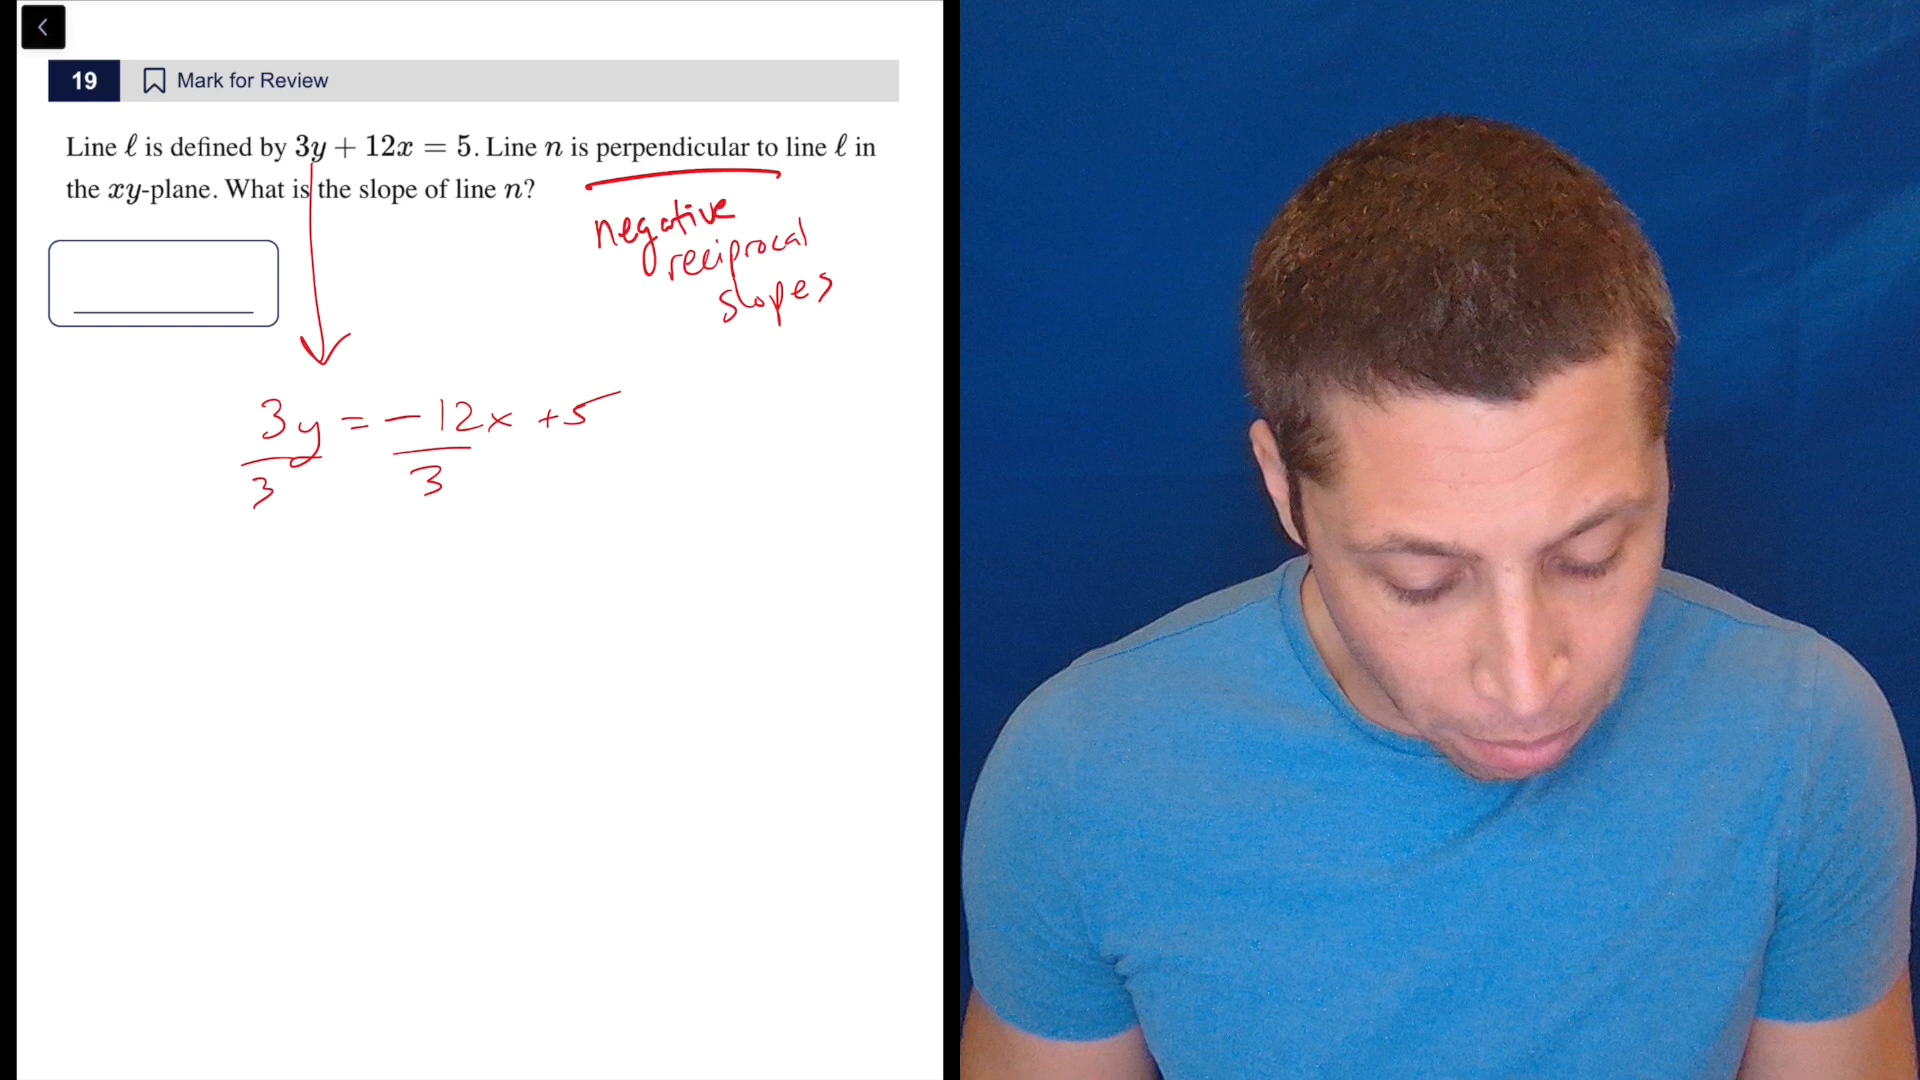 19 Mark for Review
Line ℓ is defined by 3y + 12x = 5. Line n is perpendicular to line ℓ in
the xy-plane. What is the slope of line n?
negative
reciprocal
slopes
3y = -12x +5
3 3